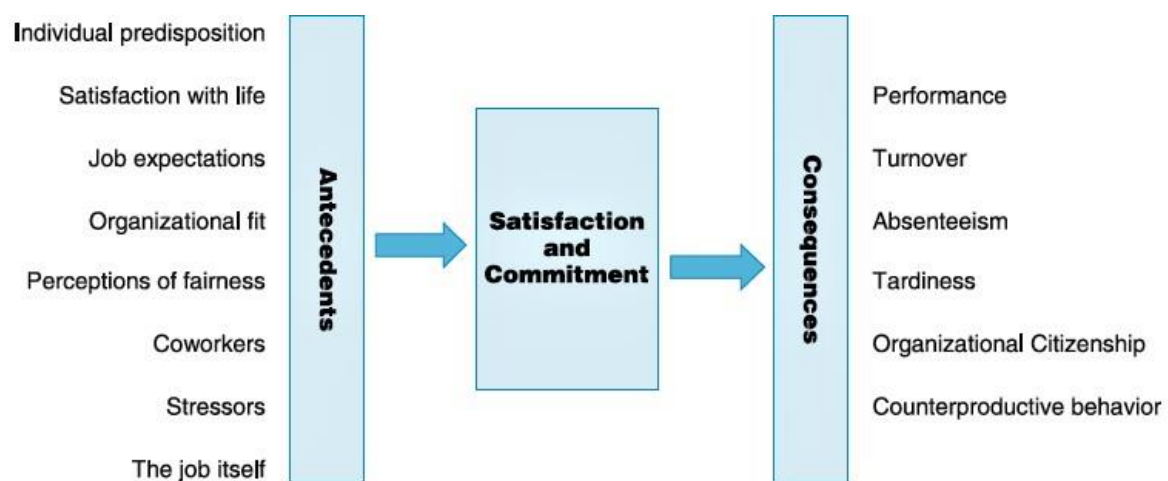 Individual predisposition
Satisfaction with life
Job expectations
Organizational fit
Perceptions of fairness
Coworkers
Stressors
The job itself
Antecedents
Satisfaction
and
Commitment
Consequences
Performance
Turnover
Absenteeism
Tardiness
Organizational Citizenship
Counterproductive behavior